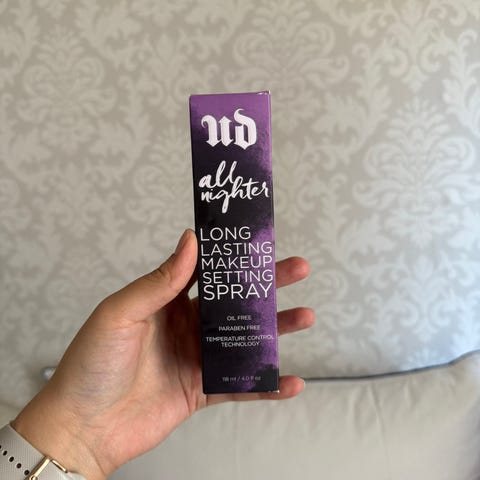 UD
all
nighter
LONG
LASTING
MAKEUP
SETTING
SPRAY
OIL FREE
PARABEN FREE
TEMPERATURE CONTROL
TECHNOLOGY
118 ml / 4.0 fl oz